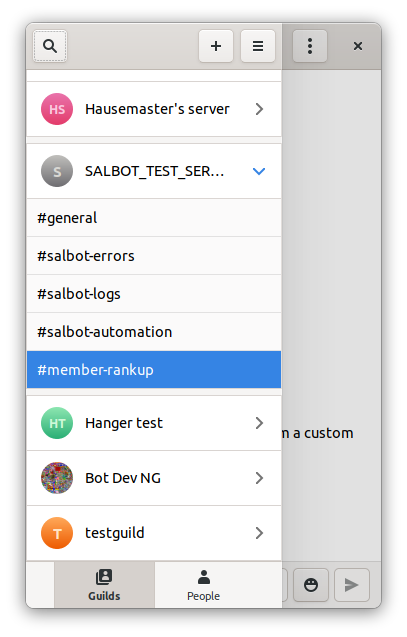 HS Hausemaster's server
S SALBOT_TEST_SER...
#general
#salbot-errors
#salbot-logs
#salbot-automation
#member-rankup
HT Hanger test
m a custom
Bot Dev NG
T testguild
Guilds
People